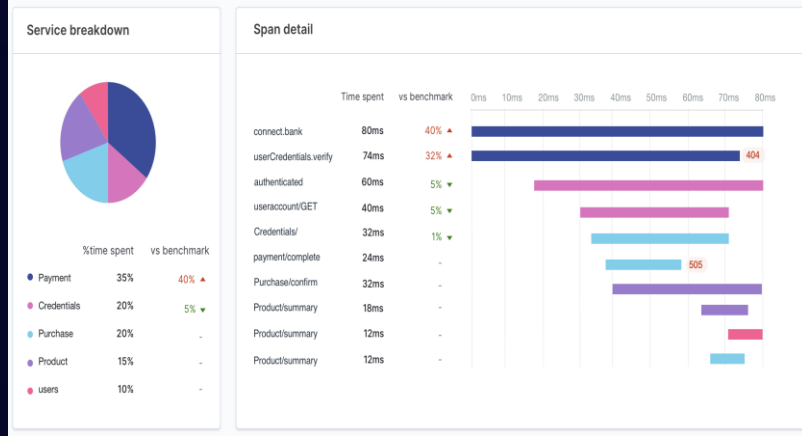 Service breakdown
%time spent vs benchmark
Payment 35% 40% ▲
Credentials 20% 5% ▼
Purchase 20% -
Product 15% -
users 10% -
Span detail
Time spent vs benchmark 0ms 10ms 20ms 30ms 40ms 50ms 60ms 70ms 80ms
connect.bank 80ms 40% ▲
userCredentials.verify 74ms 32% ▲ 404
authenticated 60ms 5% ▼
useraccount/GET 40ms 5% ▼
Credentials/ 32ms 1% ▼
payment/complete 24ms - 505
Purchase/confirm 32ms -
Product/summary 18ms -
Product/summary 12ms -
Product/summary 12ms -